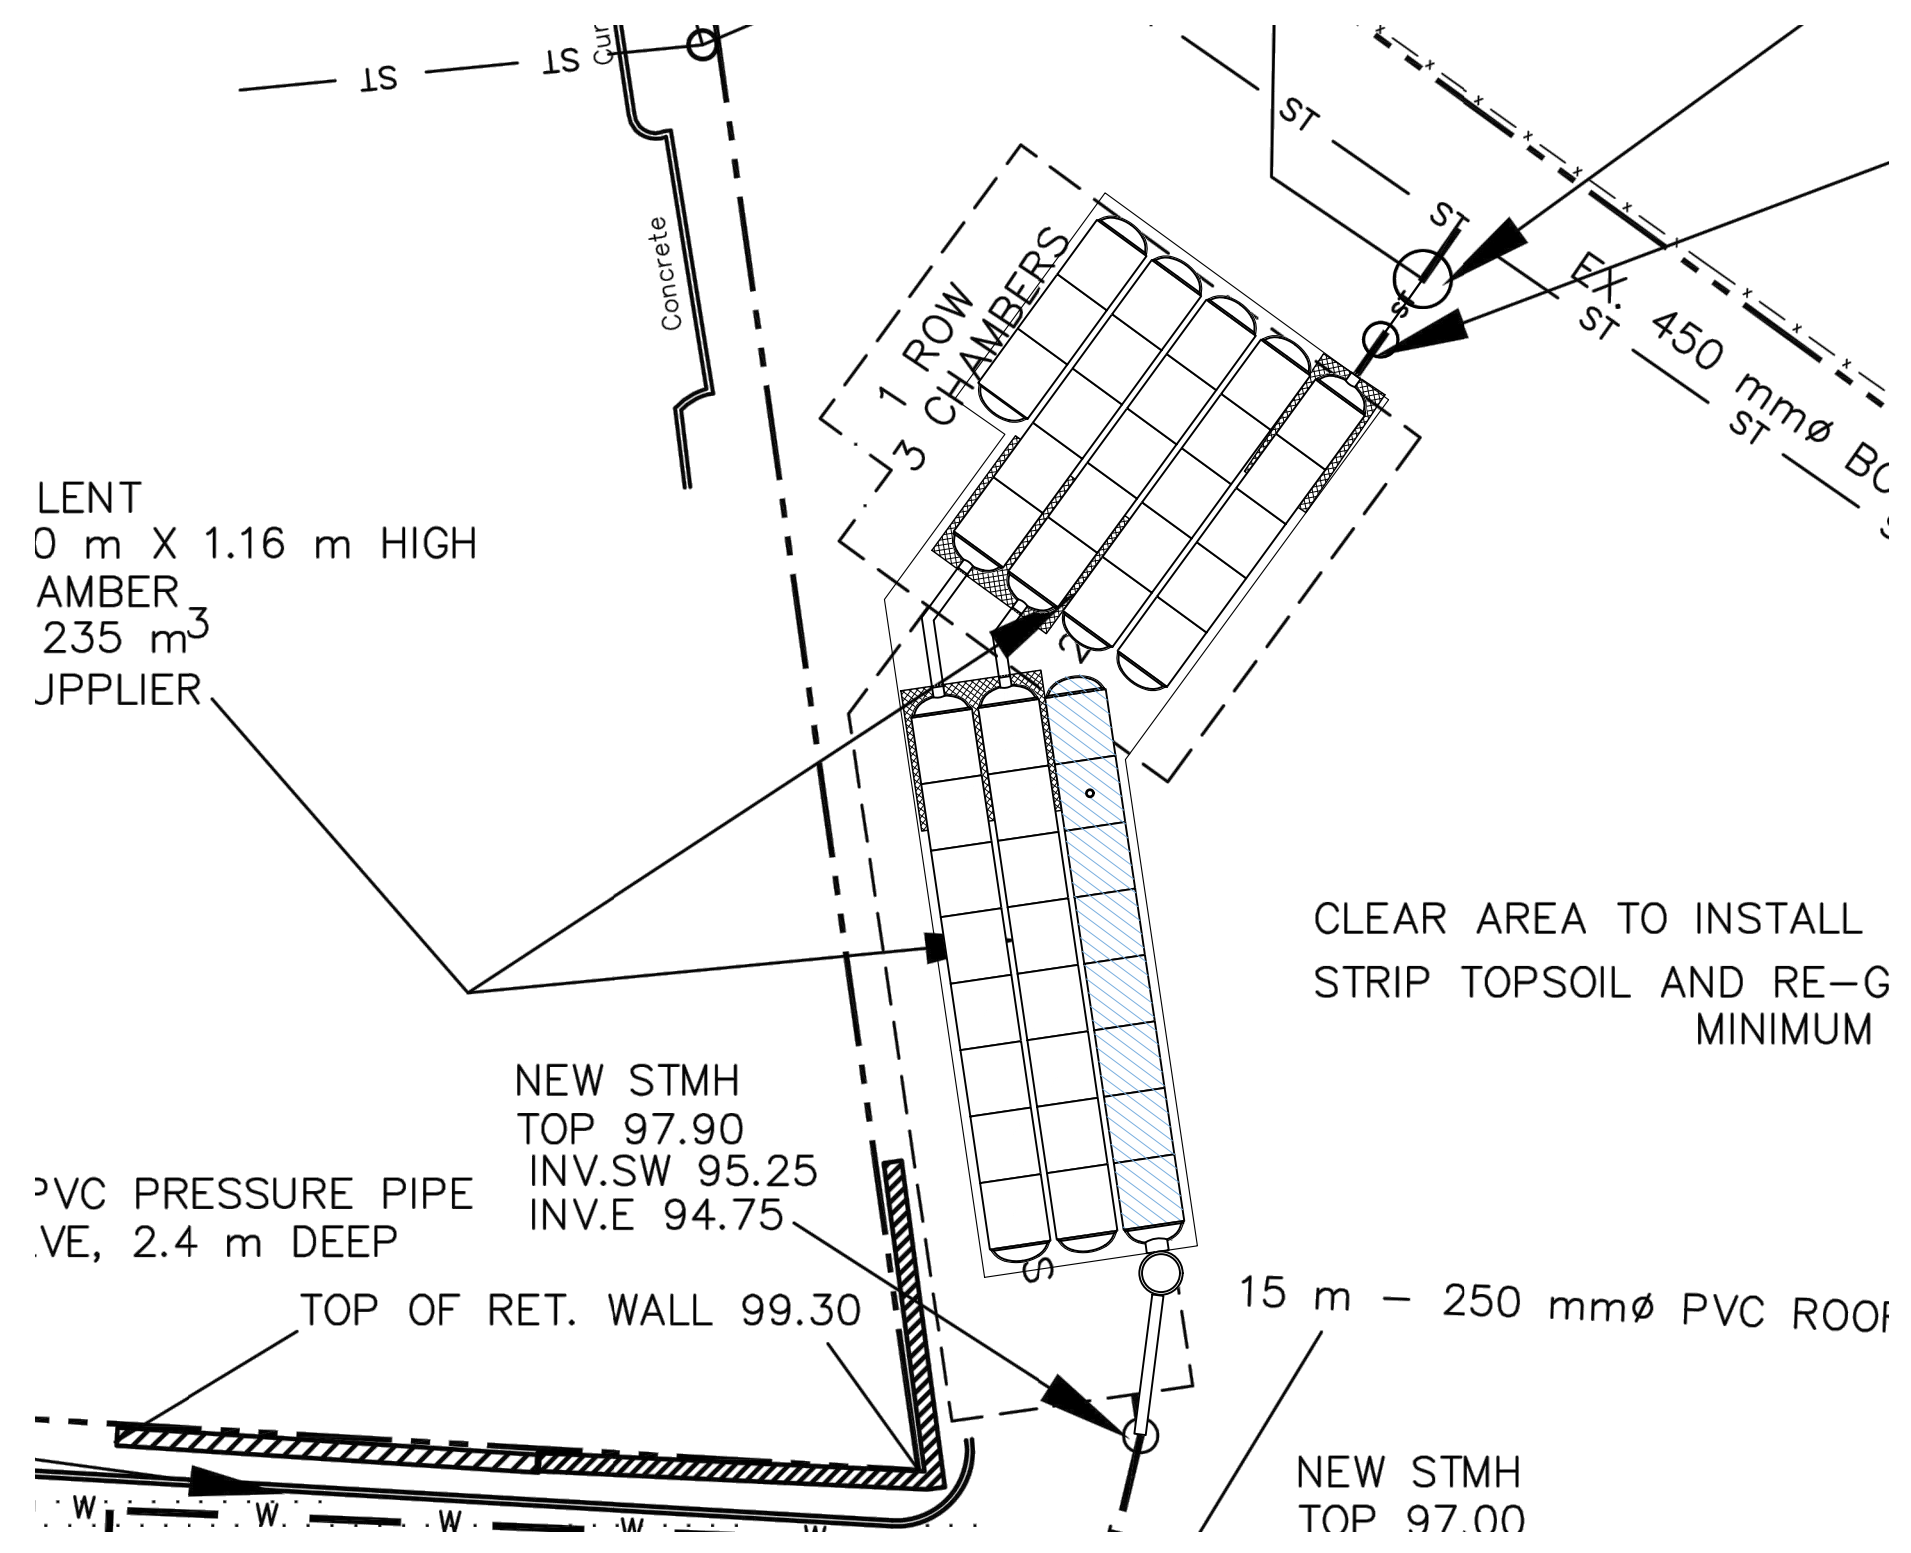 ST
ST
Cur
Concrete
ST
ST
ST
ST
st
EX. 450 mmø BO
1 ROW
3 CHAMBERS
2
LENT
0 m X 1.16 m HIGH
AMBER
235 m3
UPPLIER
CLEAR AREA TO INSTALL
STRIP TOPSOIL AND RE-G
MINIMUM
NEW STMH
TOP 97.90
INV.SW 95.25
INV.E 94.75
PVC PRESSURE PIPE
VE, 2.4 m DEEP
TOP OF RET. WALL 99.30
S
15 m - 250 mmø PVC ROOF
NEW STMH
TOP 97.00
W W W W W